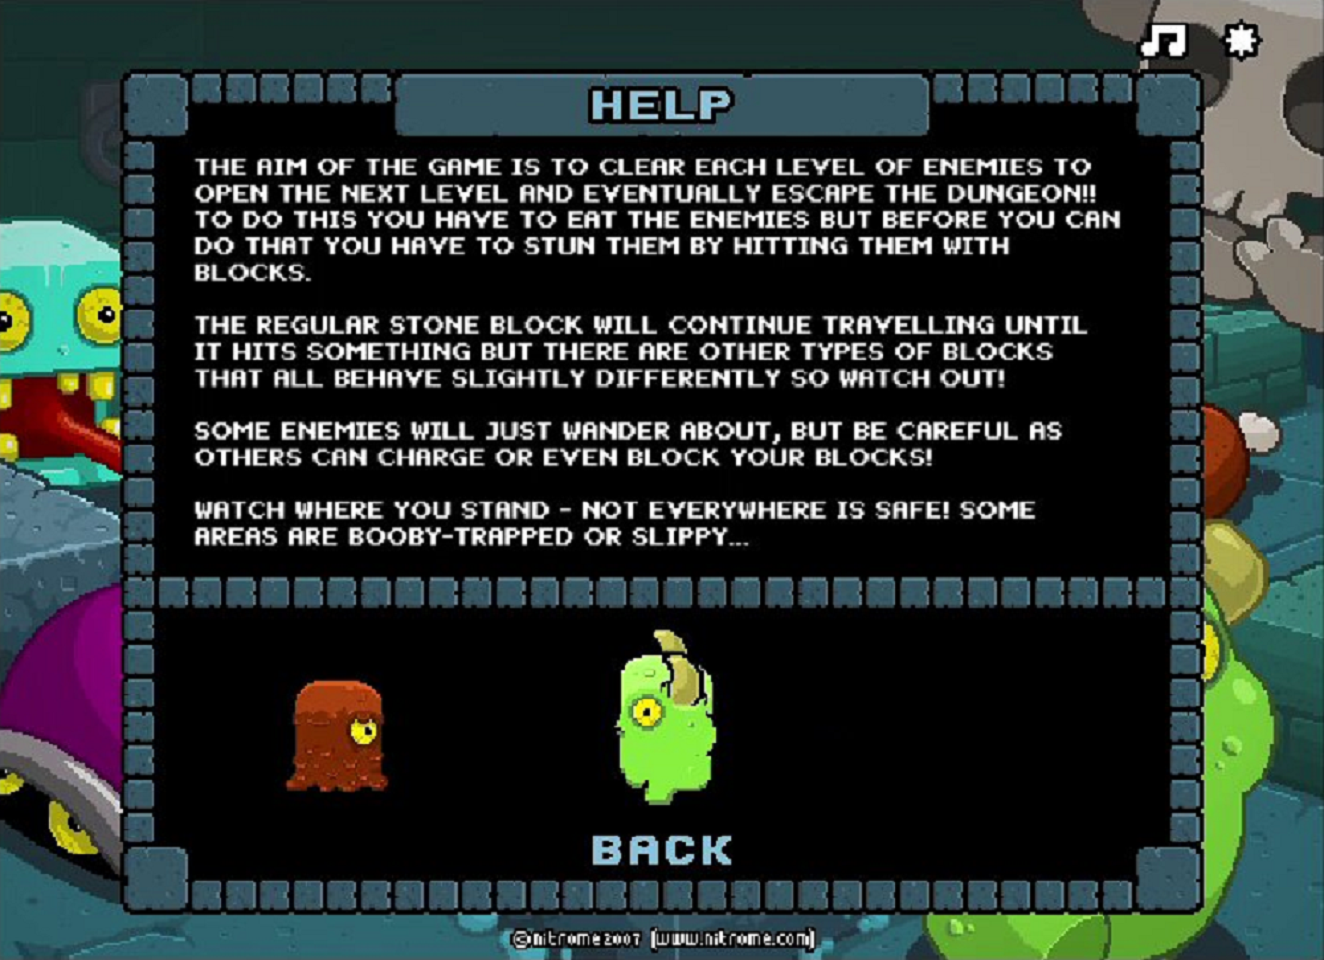 HELP
THE AIM OF THE GAME IS TO CLEAR EACH LEVEL OF ENEMIES TO
OPEN THE NEXT LEVEL AND EVENTUALLY ESCAPE THE DUNGEON!!
TO DO THIS YOU HAVE TO EAT THE ENEMIES BUT BEFORE YOU CAN
DO THAT YOU HAVE TO STUN THEM BY HITTING THEM WITH
BLOCKS.
THE REGULAR STONE BLOCK WILL CONTINUE TRAVELLING UNTIL
IT HITS SOMETHING BUT THERE ARE OTHER TYPES OF BLOCKS
THAT ALL BEHAVE SLIGHTLY DIFFERENTLY SO WATCH OUT!
SOME ENEMIES WILL JUST WANDER ABOUT, BUT BE CAREFUL AS
OTHERS CAN CHARGE OR EVEN BLOCK YOUR BLOCKS!
WATCH WHERE YOU STAND - NOT EVERYWHERE IS SAFE! SOME
AREAS ARE BOOBY-TRAPPED OR SLIPPY...
BACK
©nitrome2007 [www.nitrome.com]